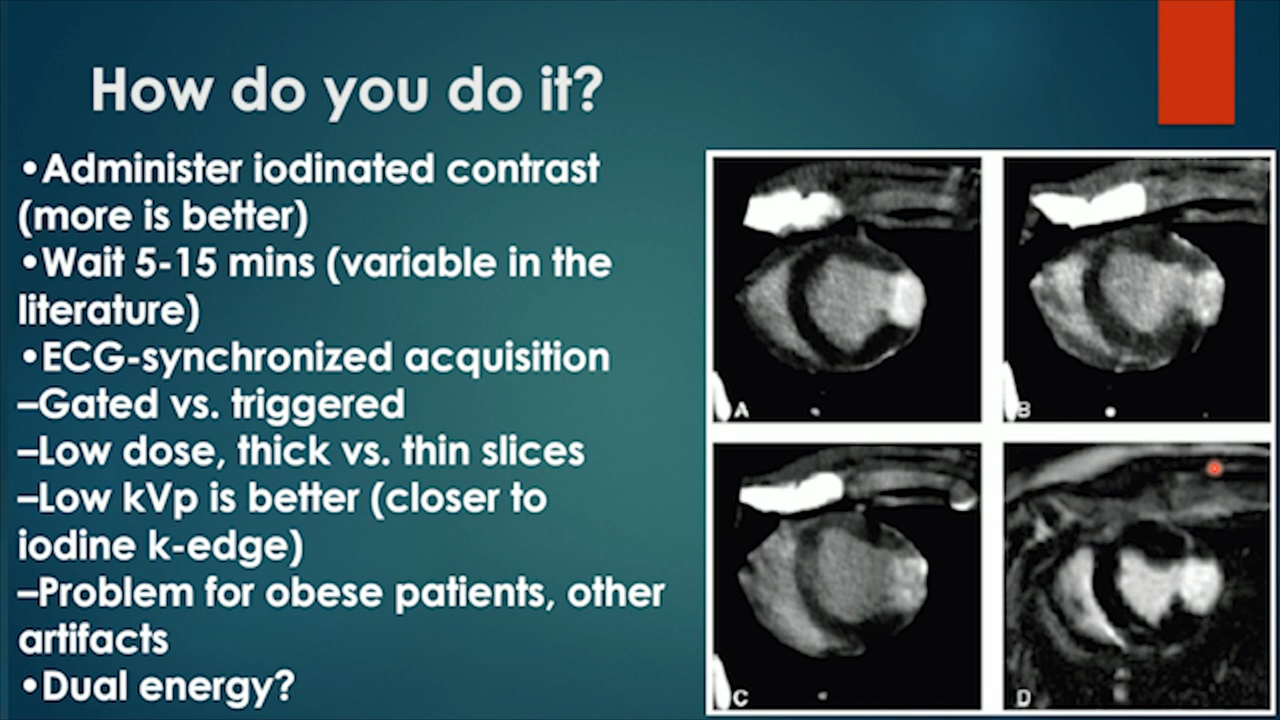 How do you do it?
•Administer iodinated contrast
(more is better)
•Wait 5-15 mins (variable in the
literature)
•ECG-synchronized acquisition
–Gated vs. triggered
–Low dose, thick vs. thin slices
–Low kVp is better (closer to
iodine k-edge)
–Problem for obese patients, other
artifacts
•Dual energy?
A
B
C
D